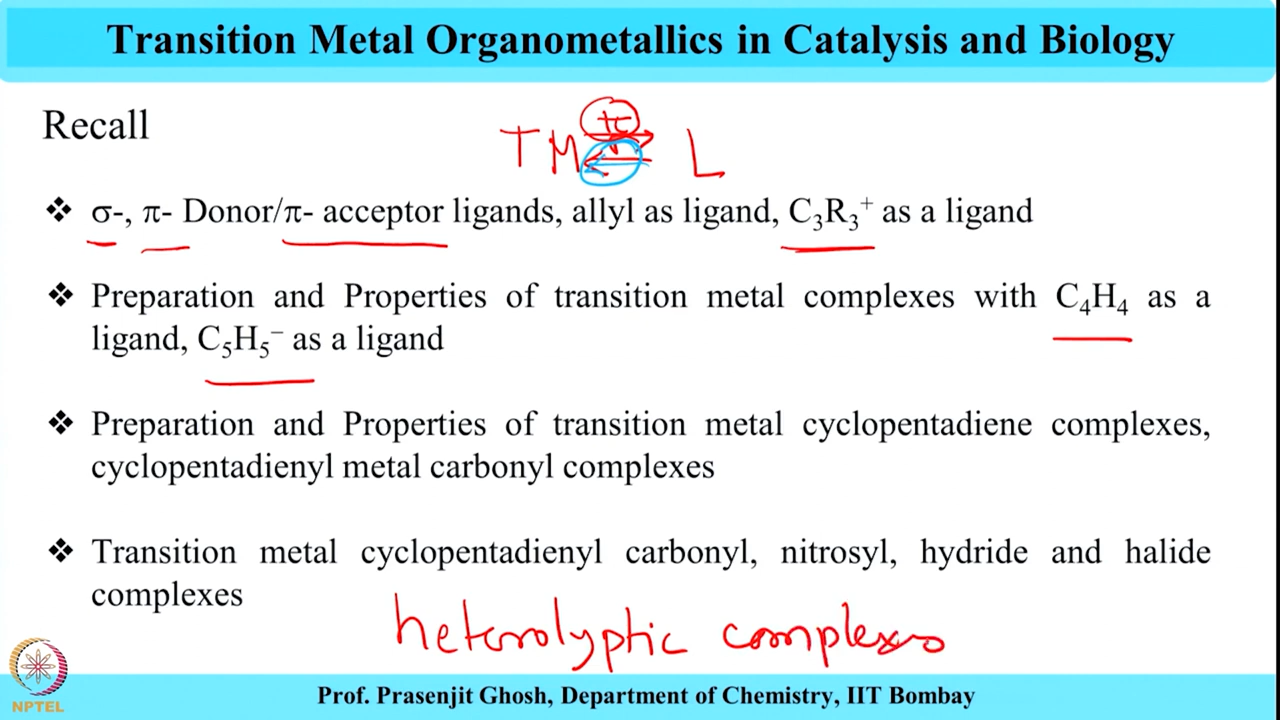 Transition Metal Organometallics in Catalysis and Biology
Recall
TM π L
❖ σ-, π- Donor/π- acceptor ligands, allyl as ligand, C₃R₃⁺ as a ligand
❖ Preparation and Properties of transition metal complexes with C₄H₄ as a
ligand, C₅H₅⁻ as a ligand
❖ Preparation and Properties of transition metal cyclopentadiene complexes,
cyclopentadienyl metal carbonyl complexes
❖ Transition metal cyclopentadienyl carbonyl, nitrosyl, hydride and halide
complexes
heterolyptic complexes
Prof. Prasenjit Ghosh, Department of Chemistry, IIT Bombay
NPTEL